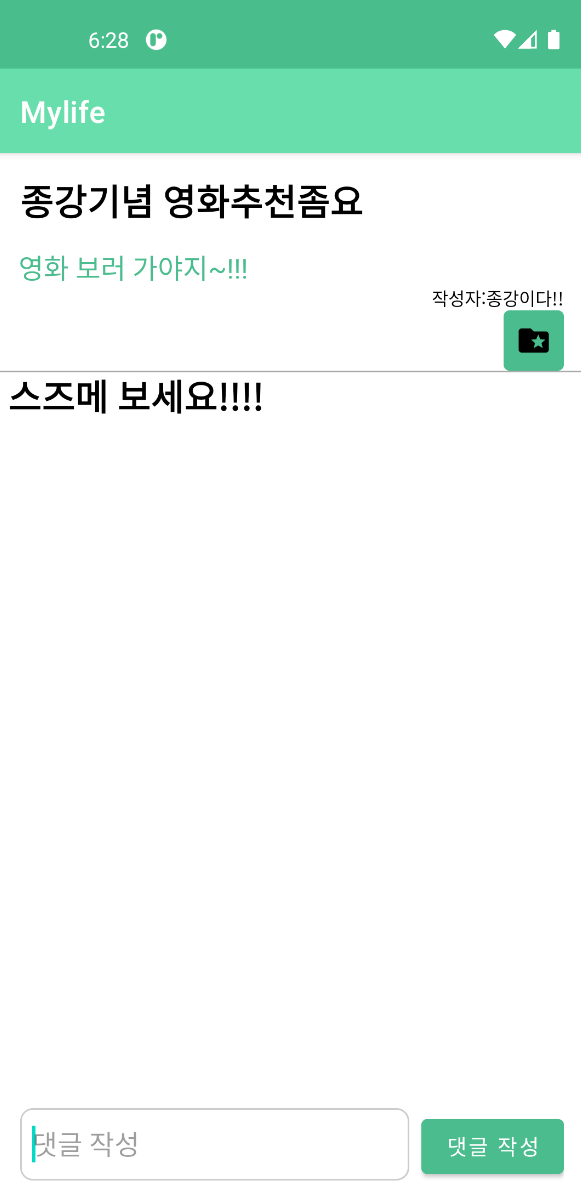 6:28
Mylife
종강기념 영화추천좀요
영화 보러 가야지~!!!
작성자:종강이다!!
스즈메 보세요!!!!
댓글 작성
댓글 작성